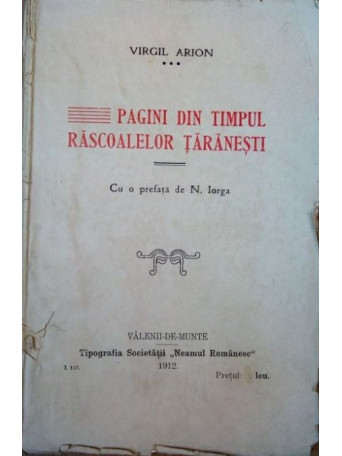 VIRGIL ARION
PAGINI DIN TIMPUL
RĂSCOALELOR ȚĂRĂNEȘTI
Cu o prefață de N. Iorga
VĂLENII-DE-MUNTE
Tipografia Societății „Neamul Romănesc“
1912.
Prețul: leu.